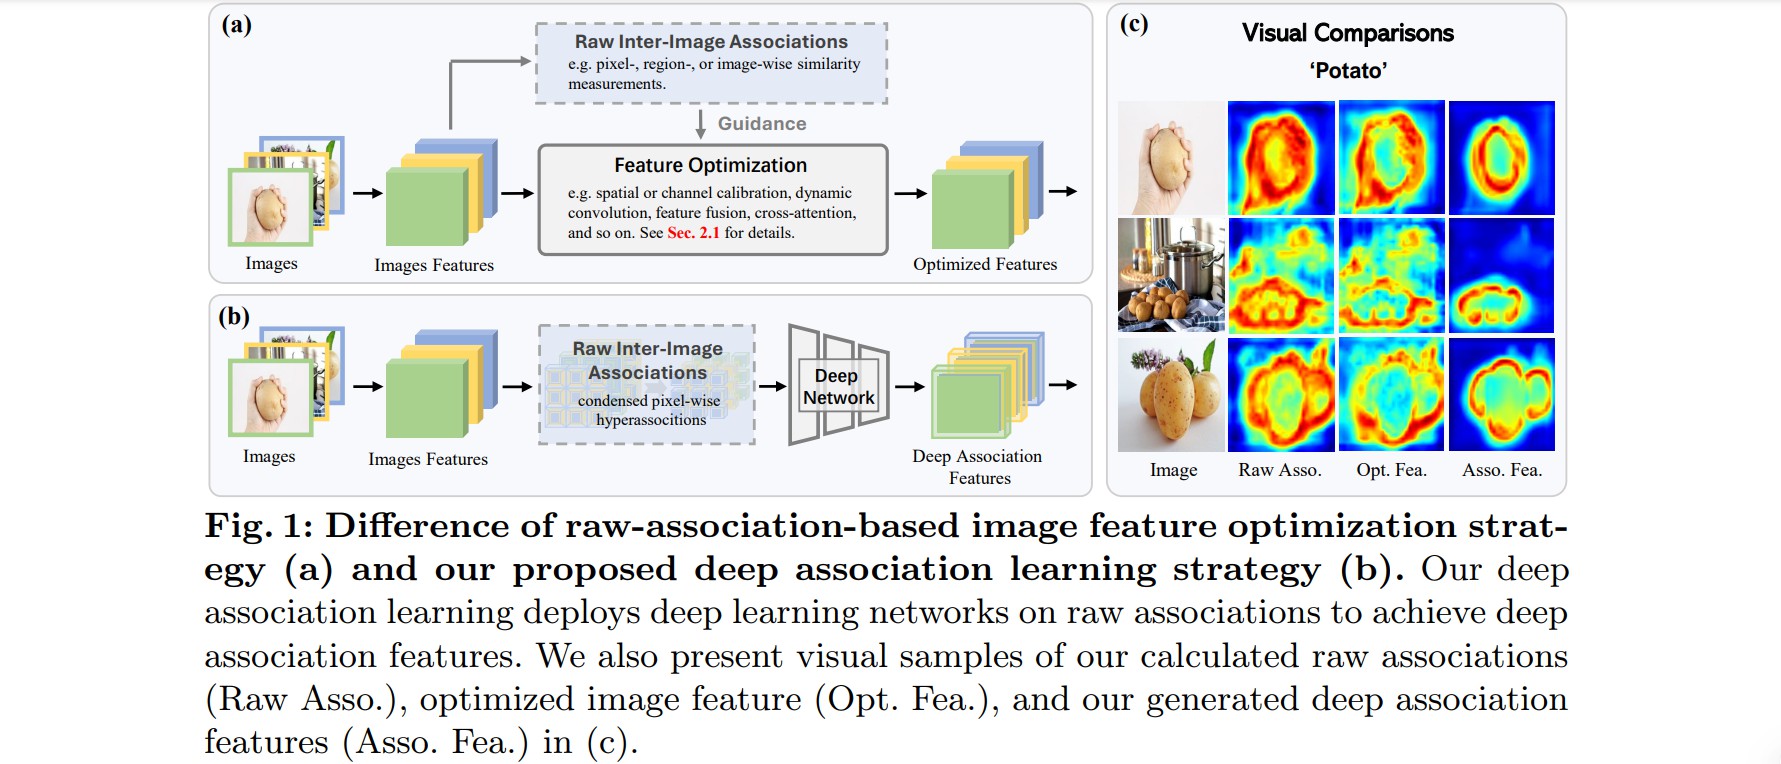 (a)
Raw Inter-Image Associations
e.g. pixel-, region-, or image-wise similarity
measurements.
Guidance
Feature Optimization
e.g. spatial or channel calibration, dynamic
convolution, feature fusion, cross-attention,
and so on. See Sec. 2.1 for details.
Images
Images Features
Optimized Features
(b)
Raw Inter-Image
Associations
condensed pixel-wise
hyperassocitions
Deep
Network
Images
Images Features
Deep Association
Features
(c)
Visual Comparisons
‘Potato’
Image
Raw Asso.
Opt. Fea.
Asso. Fea.
Fig. 1: Difference of raw-association-based image feature optimization strat-
egy (a) and our proposed deep association learning strategy (b). Our deep
association learning deploys deep learning networks on raw associations to achieve deep
association features. We also present visual samples of our calculated raw associations
(Raw Asso.), optimized image feature (Opt. Fea.), and our generated deep association
features (Asso. Fea.) in (c).